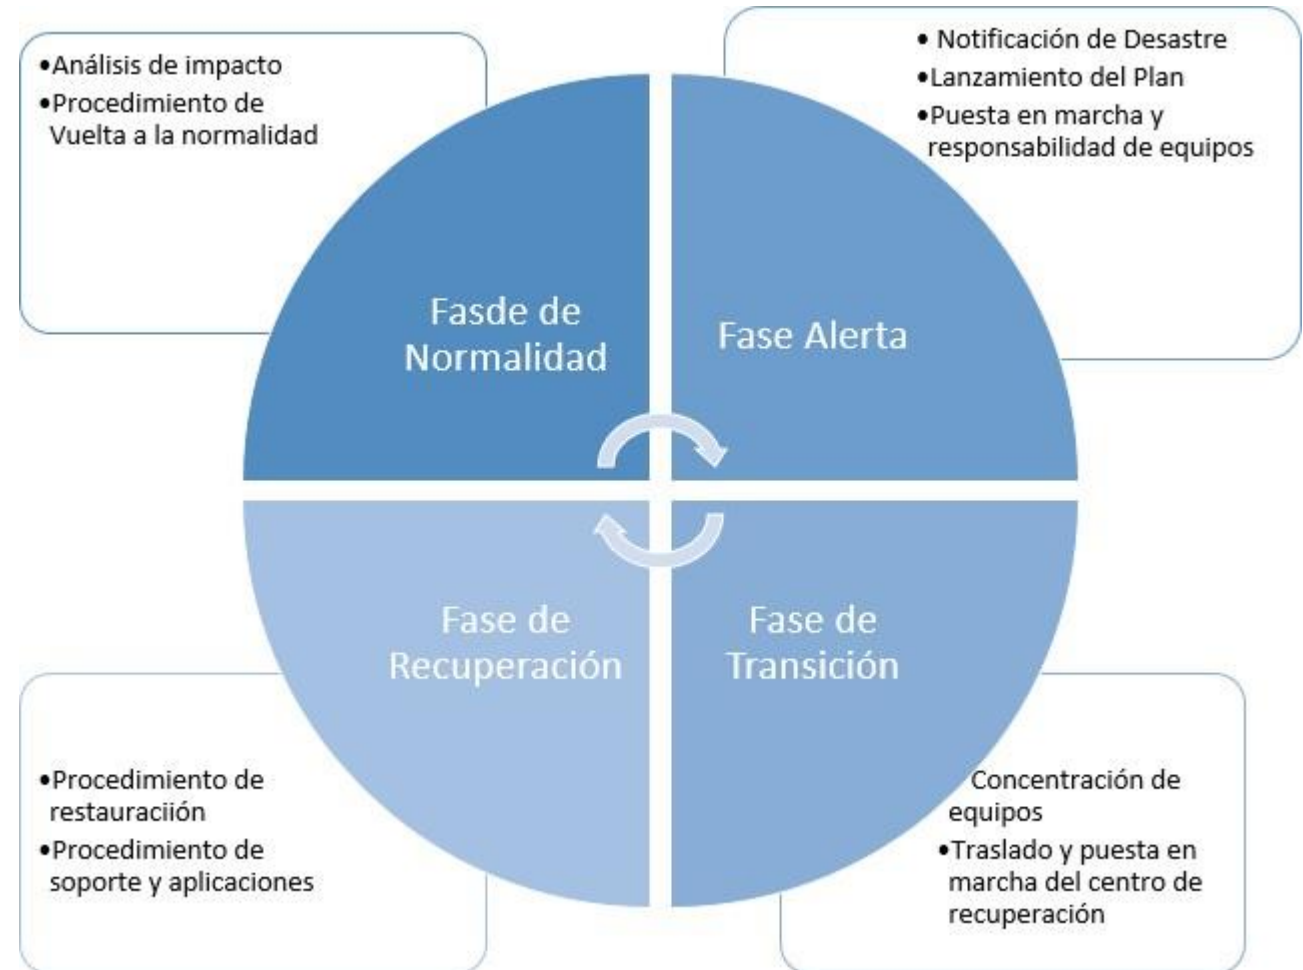 •Análisis de impacto
•Procedimiento de
Vuelta a la normalidad
• Notificación de Desastre
•Lanzamiento del Plan
•Puesta en marcha y
responsabilidad de equipos
Fasde de
Normalidad
Fase Alerta
Fase de
Recuperación
Fase de
Transición
•Procedimiento de
restauraciión
•Procedimiento de
soporte y aplicaciones
Concentración de
equipos
•Traslado y puesta en
marcha del centro de
recuperación